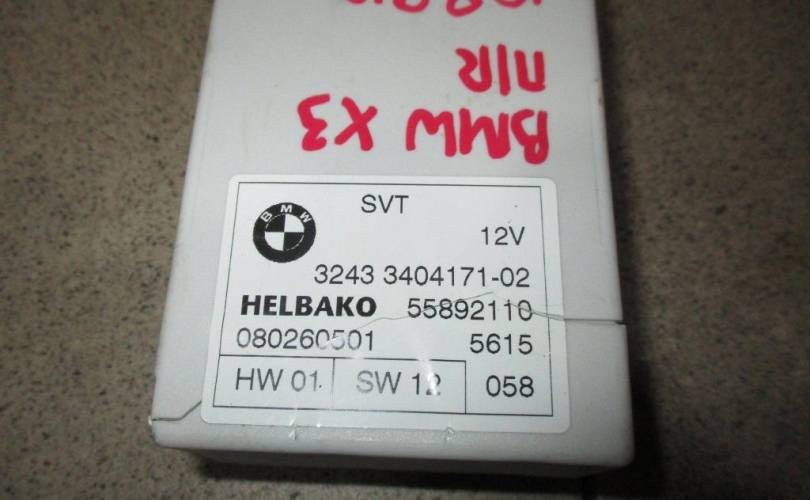 П/R
BMW X3
BMW
SVT
12V
3243 3404171-02
HELBAKO 55892110
080260501 5615
HW 01 SW 12 058